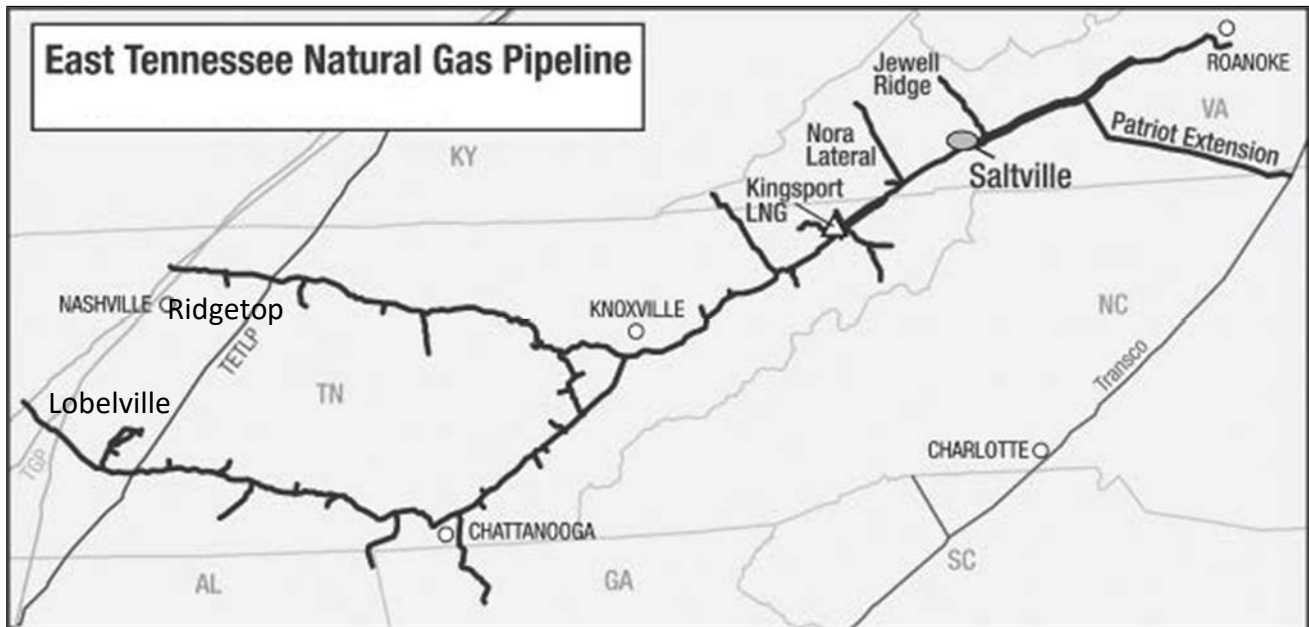 East Tennessee Natural Gas Pipeline
ROANOKE
Jewell
Ridge
VA
Patriot Extension
Nora
Lateral
KY
Saltville
Kingsport
LNG
NASHVILLE
Ridgetop
KNOXVILLE
NC
TETLP
Transco
TN
Lobelville
TGP
CHARLOTTE
CHATTANOOGA
SC
AL
GA